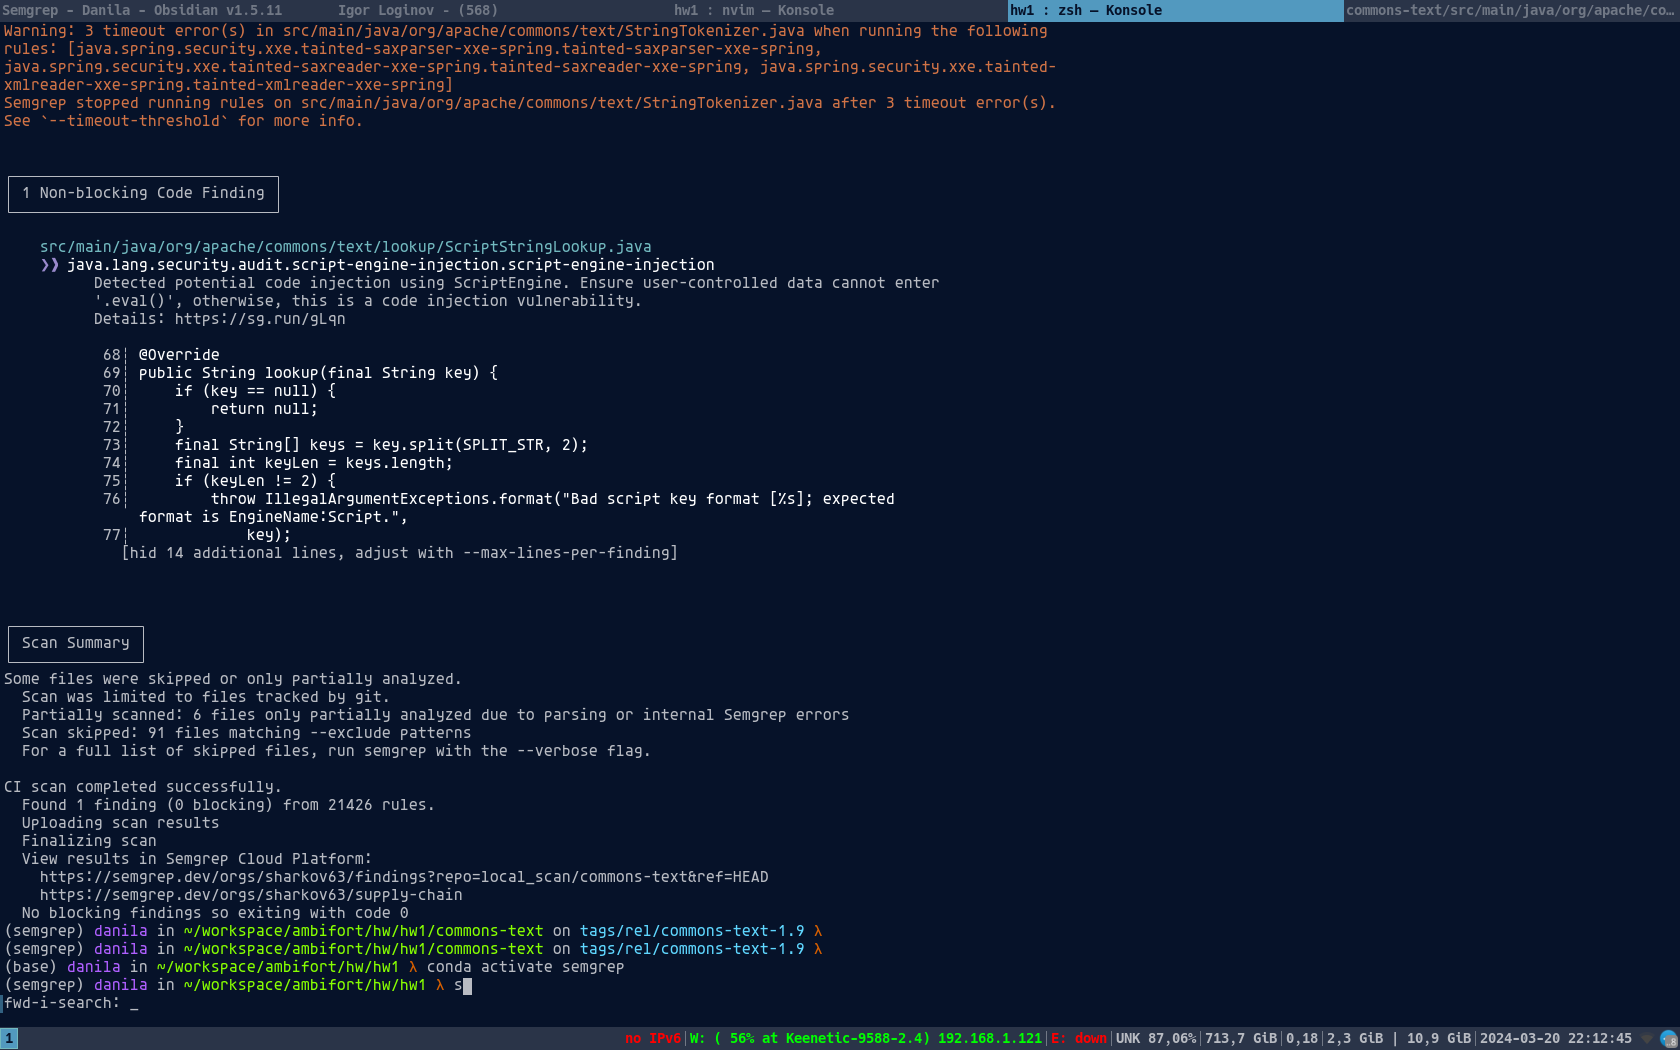 Semgrep - Danila - Obsidian v1.5.11
Igor Loginov - (568)
hw1 : nvim — Konsole
hw1 : zsh — Konsole
commons-text/src/main/java/org/apache/co…
Warning: 3 timeout error(s) in src/main/java/org/apache/commons/text/StringTokenizer.java when running the following
rules: [java.spring.security.xxe.tainted-saxparser-xxe-spring.tainted-saxparser-xxe-spring,
java.spring.security.xxe.tainted-saxreader-xxe-spring.tainted-saxreader-xxe-spring, java.spring.security.xxe.tainted-
xmlreader-xxe-spring.tainted-xmlreader-xxe-spring]
Semgrep stopped running rules on src/main/java/org/apache/commons/text/StringTokenizer.java after 3 timeout error(s).
See `--timeout-threshold` for more info.
1 Non-blocking Code Finding
src/main/java/org/apache/commons/text/lookup/ScriptStringLookup.java
❯❱ java.lang.security.audit.script-engine-injection.script-engine-injection
Detected potential code injection using ScriptEngine. Ensure user-controlled data cannot enter
'.eval()', otherwise, this is a code injection vulnerability.
Details: https://sg.run/gLqn
68┆ @Override
69┆ public String lookup(final String key) {
70┆ if (key == null) {
71┆ return null;
72┆ }
73┆ final String[] keys = key.split(SPLIT_STR, 2);
74┆ final int keyLen = keys.length;
75┆ if (keyLen != 2) {
76┆ throw IllegalArgumentExceptions.format("Bad script key format [%s]; expected
format is EngineName:Script.",
77┆ key);
[hid 14 additional lines, adjust with --max-lines-per-finding]
Scan Summary
Some files were skipped or only partially analyzed.
Scan was limited to files tracked by git.
Partially scanned: 6 files only partially analyzed due to parsing or internal Semgrep errors
Scan skipped: 91 files matching --exclude patterns
For a full list of skipped files, run semgrep with the --verbose flag.
CI scan completed successfully.
Found 1 finding (0 blocking) from 21426 rules.
Uploading scan results
Finalizing scan
View results in Semgrep Cloud Platform:
https://semgrep.dev/orgs/sharkov63/findings?repo=local_scan/commons-text&ref=HEAD
https://semgrep.dev/orgs/sharkov63/supply-chain
No blocking findings so exiting with code 0
(semgrep) danila in ~/workspace/ambifort/hw/hw1/commons-text on tags/rel/commons-text-1.9 λ
(semgrep) danila in ~/workspace/ambifort/hw/hw1/commons-text on tags/rel/commons-text-1.9 λ
(base) danila in ~/workspace/ambifort/hw/hw1 λ conda activate semgrep
(semgrep) danila in ~/workspace/ambifort/hw/hw1 λ s
fwd-i-search: _
1
no IPv6|W: ( 56% at Keenetic-9588-2.4) 192.168.1.121|E: down|UNK 87,06%|713,7 GiB|0,18|2,3 GiB | 10,9 GiB|2024-03-20 22:12:45